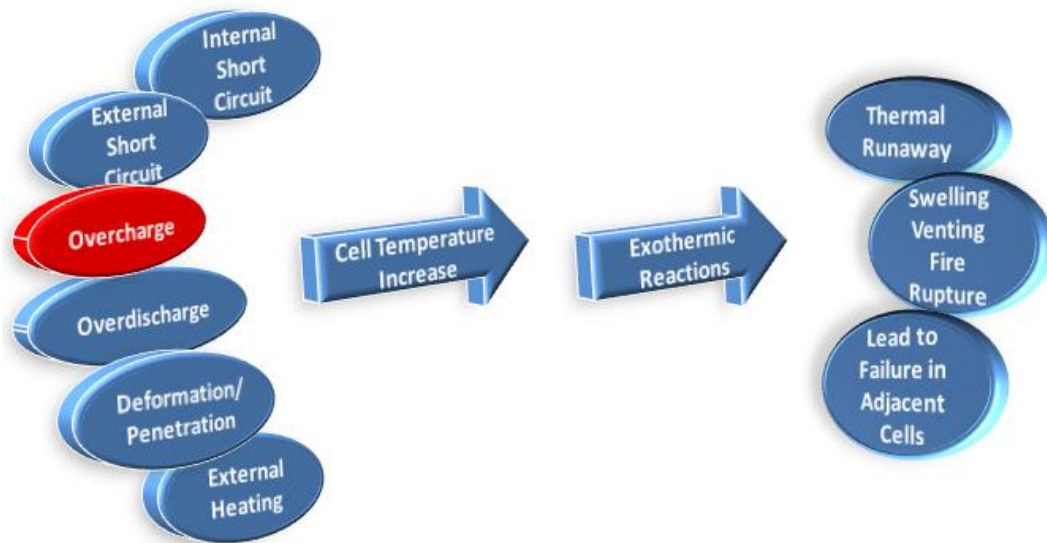 Internal
Short
Circuit
External
Short
Circuit
Overcharge
Overdischarge
Deformation/
Penetration
External
Heating
Cell Temperature
Increase
Exothermic
Reactions
Thermal
Runaway
Swelling
Venting
Fire
Rupture
Lead to
Failure in
Adjacent
Cells